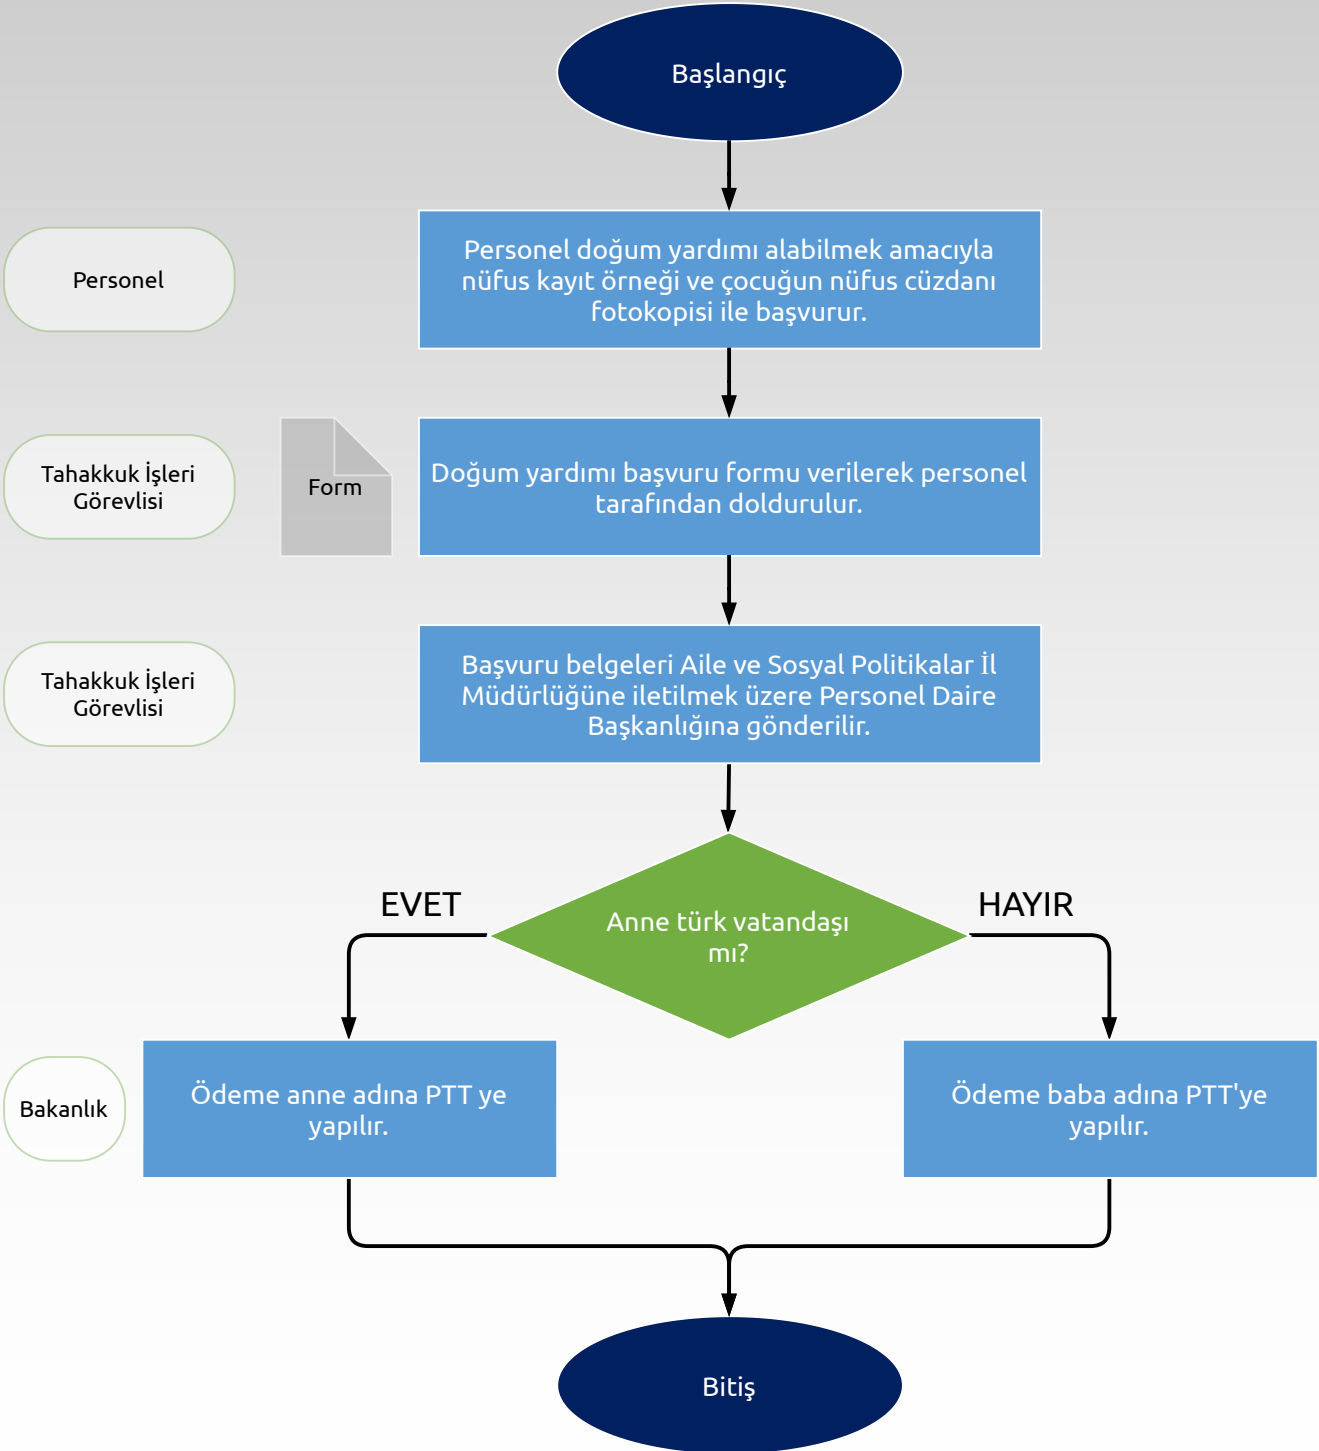 Başlangıç
Personel
Personel doğum yardımı alabilmek amacıyla
nüfus kayıt örneği ve çocuğun nüfus cüzdanı
fotokopisi ile başvurur.
Tahakkuk İşleri
Görevlisi
Form
Doğum yardımı başvuru formu verilerek personel
tarafından doldurulur.
Tahakkuk İşleri
Görevlisi
Başvuru belgeleri Aile ve Sosyal Politikalar İl
Müdürlüğüne iletilmek üzere Personel Daire
Başkanlığına gönderilir.
EVET
HAYIR
Anne türk vatandaşı
mı?
Bakanlık
Ödeme anne adına PTT ye
yapılır.
Ödeme baba adına PTT'ye
yapılır.
Bitiş